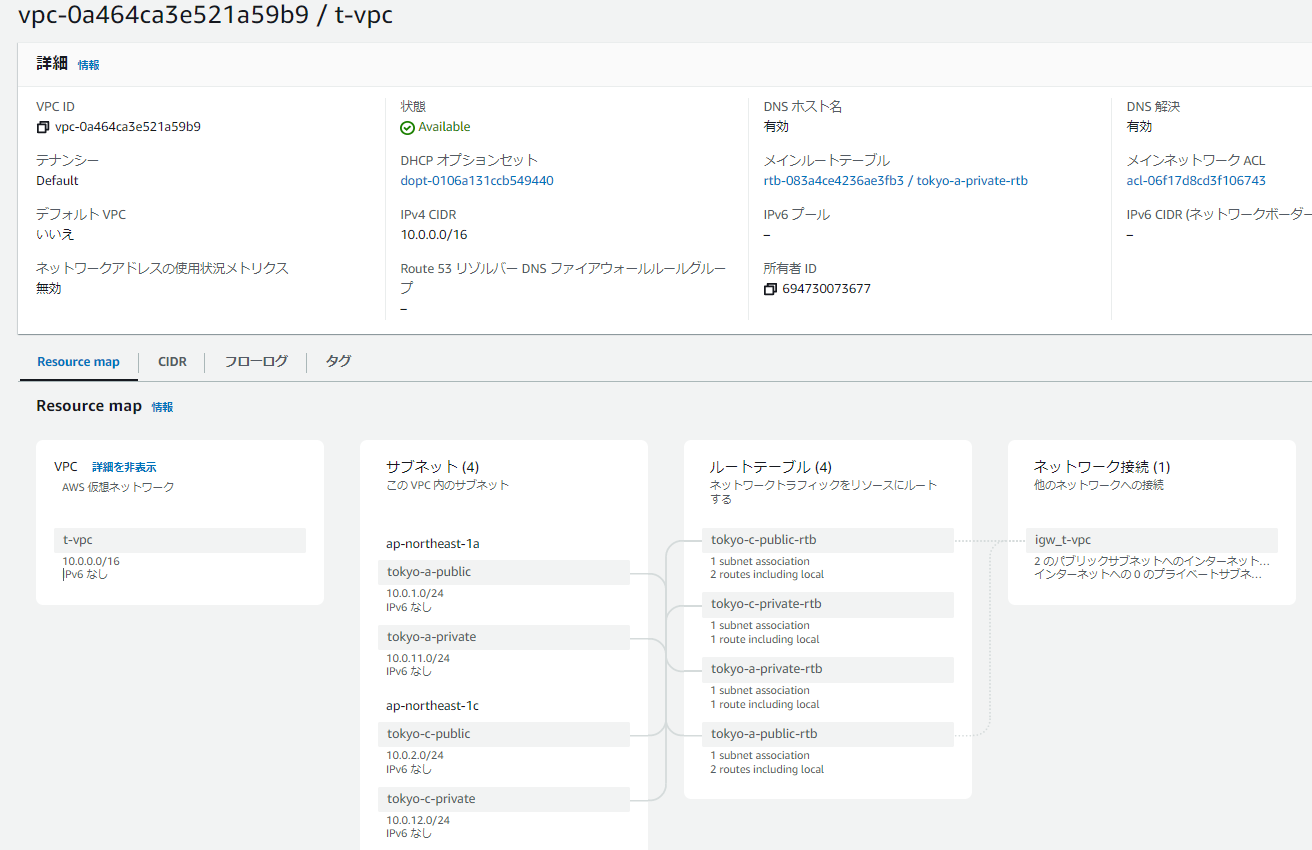 vpc-0a464ca3e521a59b9 / t-vpc
詳細 情報
VPC ID
vpc-0a464ca3e521a59b9
状態
Available
DNS ホスト名
有効
DNS 解決
有効
テナンシー
Default
DHCP オプションセット
dopt-0106a131ccb549440
メインルートテーブル
rtb-083a4ce4236ae3fb3 / tokyo-a-private-rtb
メインネットワーク ACL
acl-06f17d8cd3f106743
デフォルト VPC
いいえ
IPv4 CIDR
10.0.0.0/16
IPv6 プール
–
IPv6 CIDR (ネットワークボーダー
–
ネットワークアドレスの使用状況メトリクス
無効
Route 53 リゾルバー DNS ファイアウォールルールグルー
プ
–
所有者 ID
694730073677
Resource map CIDR フローログ タグ
Resource map 情報
VPC 詳細を非表示
AWS 仮想ネットワーク
t-vpc
10.0.0.0/16
IPv6 なし
サブネット (4)
この VPC 内のサブネット
ap-northeast-1a
tokyo-a-public
10.0.1.0/24
IPv6 なし
tokyo-a-private
10.0.11.0/24
IPv6 なし
ap-northeast-1c
tokyo-c-public
10.0.2.0/24
IPv6 なし
tokyo-c-private
10.0.12.0/24
IPv6 なし
ルートテーブル (4)
ネットワークトラフィックをリソースにルート
する
tokyo-c-public-rtb
1 subnet association
2 routes including local
tokyo-c-private-rtb
1 subnet association
1 route including local
tokyo-a-private-rtb
1 subnet association
1 route including local
tokyo-a-public-rtb
1 subnet association
2 routes including local
ネットワーク接続 (1)
他のネットワークへの接続
igw_t-vpc
2 のパブリックサブネットへのインターネット...
インターネットへの 0 のプライベートサブネ...